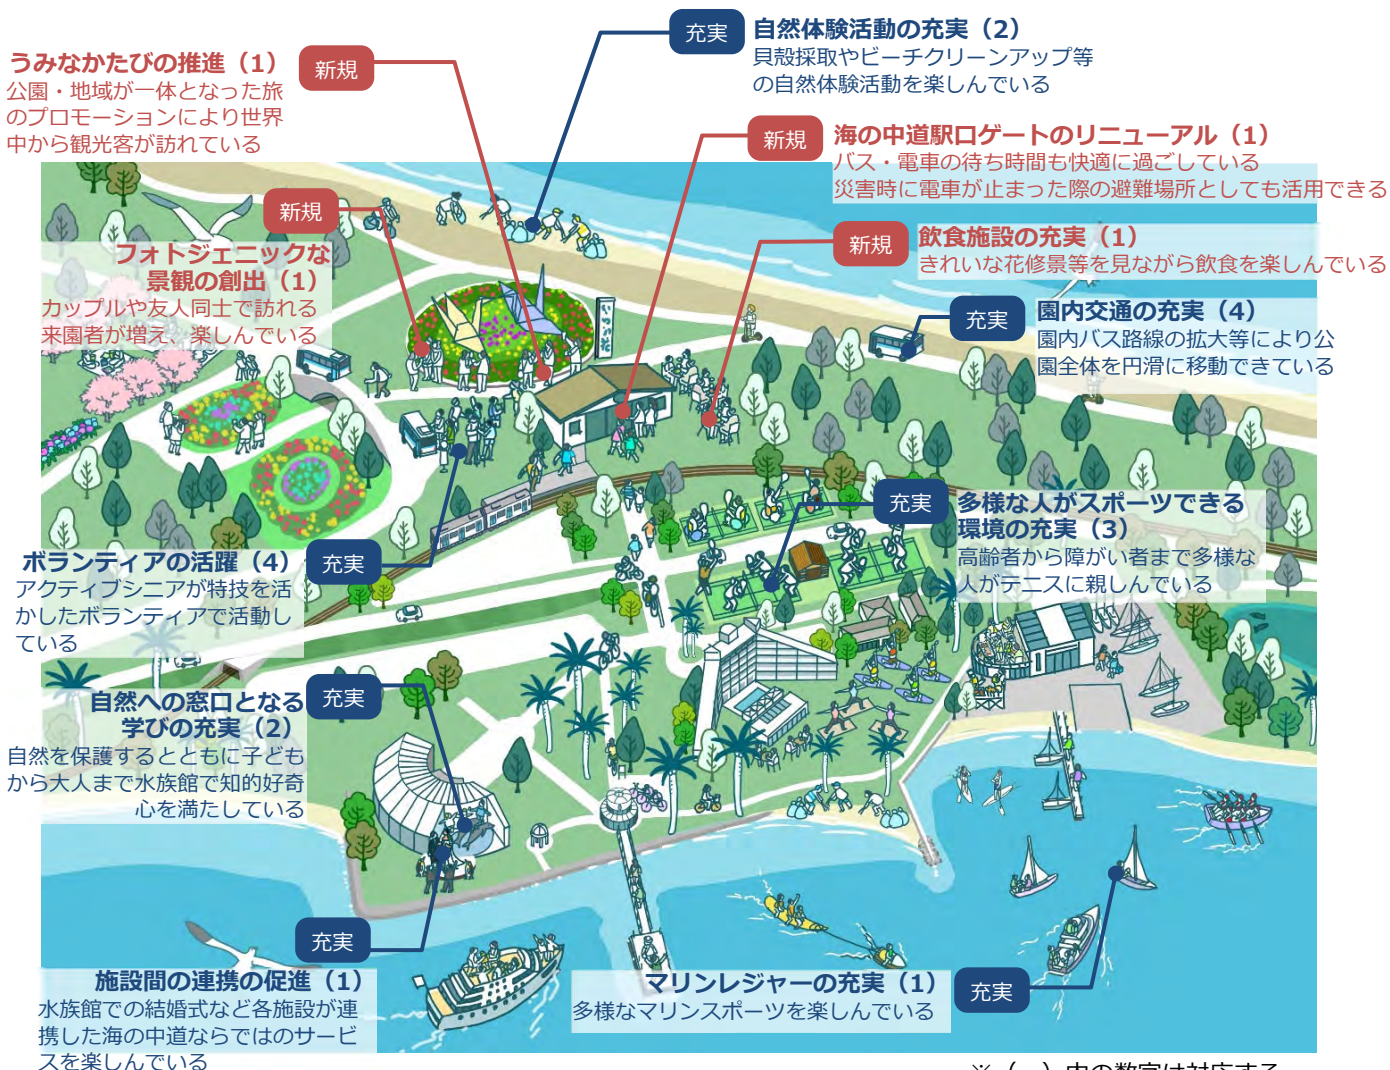 充実
自然体験活動の充実（2）
貝殻採取やビーチクリーンアップ等
の自然体験活動を楽しんでいる
うみなかたびの推進（1）
新規
公園・地域が一体となった旅
のプロモーションにより世界
中から観光客が訪れている
新規
海の中道駅口ゲートのリニューアル（1）
バス・電車の待ち時間も快適に過ごしている
災害時に電車が止まった際の避難場所としても活用できる
新規
フォトジェニックな
景観の創出（1）
カップルや友人同士で訪れる
来園者が増え、楽しんでいる
新規
飲食施設の充実（1）
きれいな花修景等を見ながら飲食を楽しんでいる
充実
園内交通の充実（4）
園内バス路線の拡大等により公
園全体を円滑に移動できている
充実
多様な人がスポーツできる
環境の充実（3）
高齢者から障がい者まで多様な
人がテニスに親しんでいる
ボランティアの活躍（4）
充実
アクティブシニアが特技を活
かしたボランティアで活動し
ている
自然への窓口となる
学びの充実（2）
充実
自然を保護するとともに子ども
から大人まで水族館で知的好奇
心を満たしている
充実
施設間の連携の促進（1）
水族館での結婚式など各施設が連
携した海の中道ならではのサービ
スを楽しんでいる
マリンレジャーの充実（1）
充実
多様なマリンスポーツを楽しんでいる
※（　）内の数字は対応する